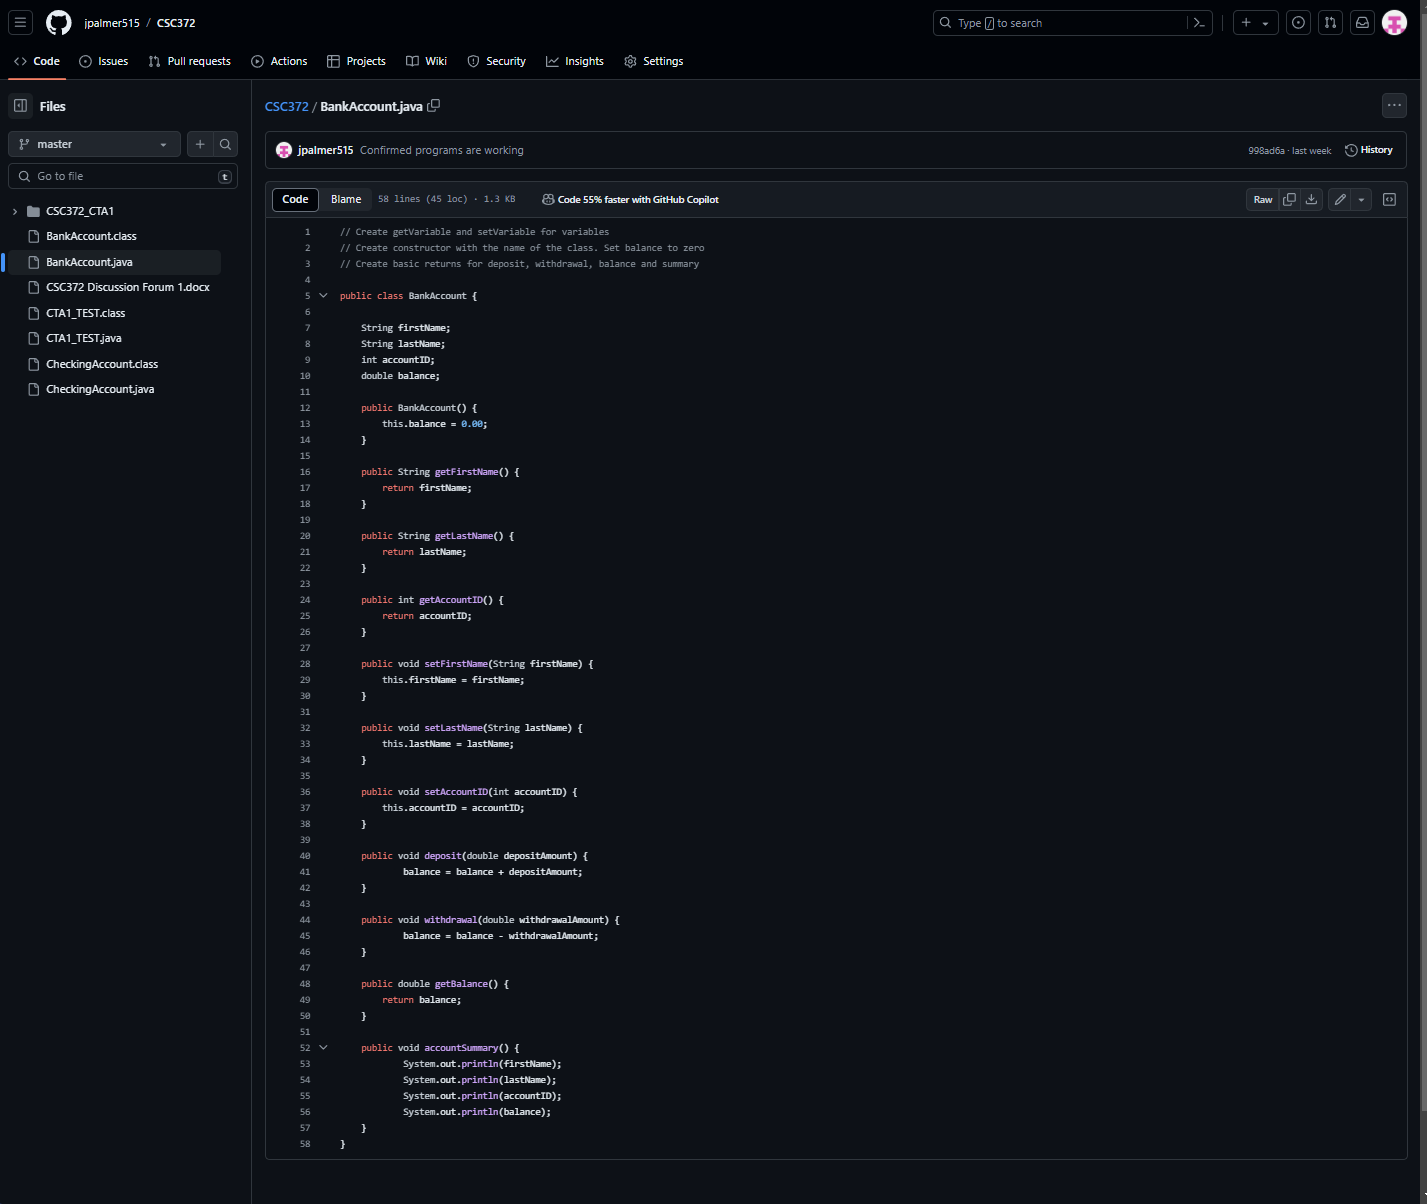 jpalmer515 / CSC372
Type / to search
Code Issues Pull requests Actions Projects Wiki Security Insights Settings
Files
master
Go to file t
CSC372_CTA1
BankAccount.class
BankAccount.java
CSC372 Discussion Forum 1.docx
CTA1_TEST.class
CTA1_TEST.java
CheckingAccount.class
CheckingAccount.java
CSC372 / BankAccount.java
jpalmer515 Confirmed programs are working 998ad6a · last week History
Code Blame 58 lines (45 loc) · 1.3 KB Code 55% faster with GitHub Copilot Raw
1 // Create getVariable and setVariable for variables
2 // Create constructor with the name of the class. Set balance to zero
3 // Create basic returns for deposit, withdrawal, balance and summary
4
5 public class BankAccount {
6
7 String firstName;
8 String lastName;
9 int accountID;
10 double balance;
11
12 public BankAccount() {
13 this.balance = 0.00;
14 }
15
16 public String getFirstName() {
17 return firstName;
18 }
19
20 public String getLastName() {
21 return lastName;
22 }
23
24 public int getAccountID() {
25 return accountID;
26 }
27
28 public void setFirstName(String firstName) {
29 this.firstName = firstName;
30 }
31
32 public void setLastName(String lastName) {
33 this.lastName = lastName;
34 }
35
36 public void setAccountID(int accountID) {
37 this.accountID = accountID;
38 }
39
40 public void deposit(double depositAmount) {
41 balance = balance + depositAmount;
42 }
43
44 public void withdrawal(double withdrawalAmount) {
45 balance = balance - withdrawalAmount;
46 }
47
48 public double getBalance() {
49 return balance;
50 }
51
52 public void accountSummary() {
53 System.out.println(firstName);
54 System.out.println(lastName);
55 System.out.println(accountID);
56 System.out.println(balance);
57 }
58 }